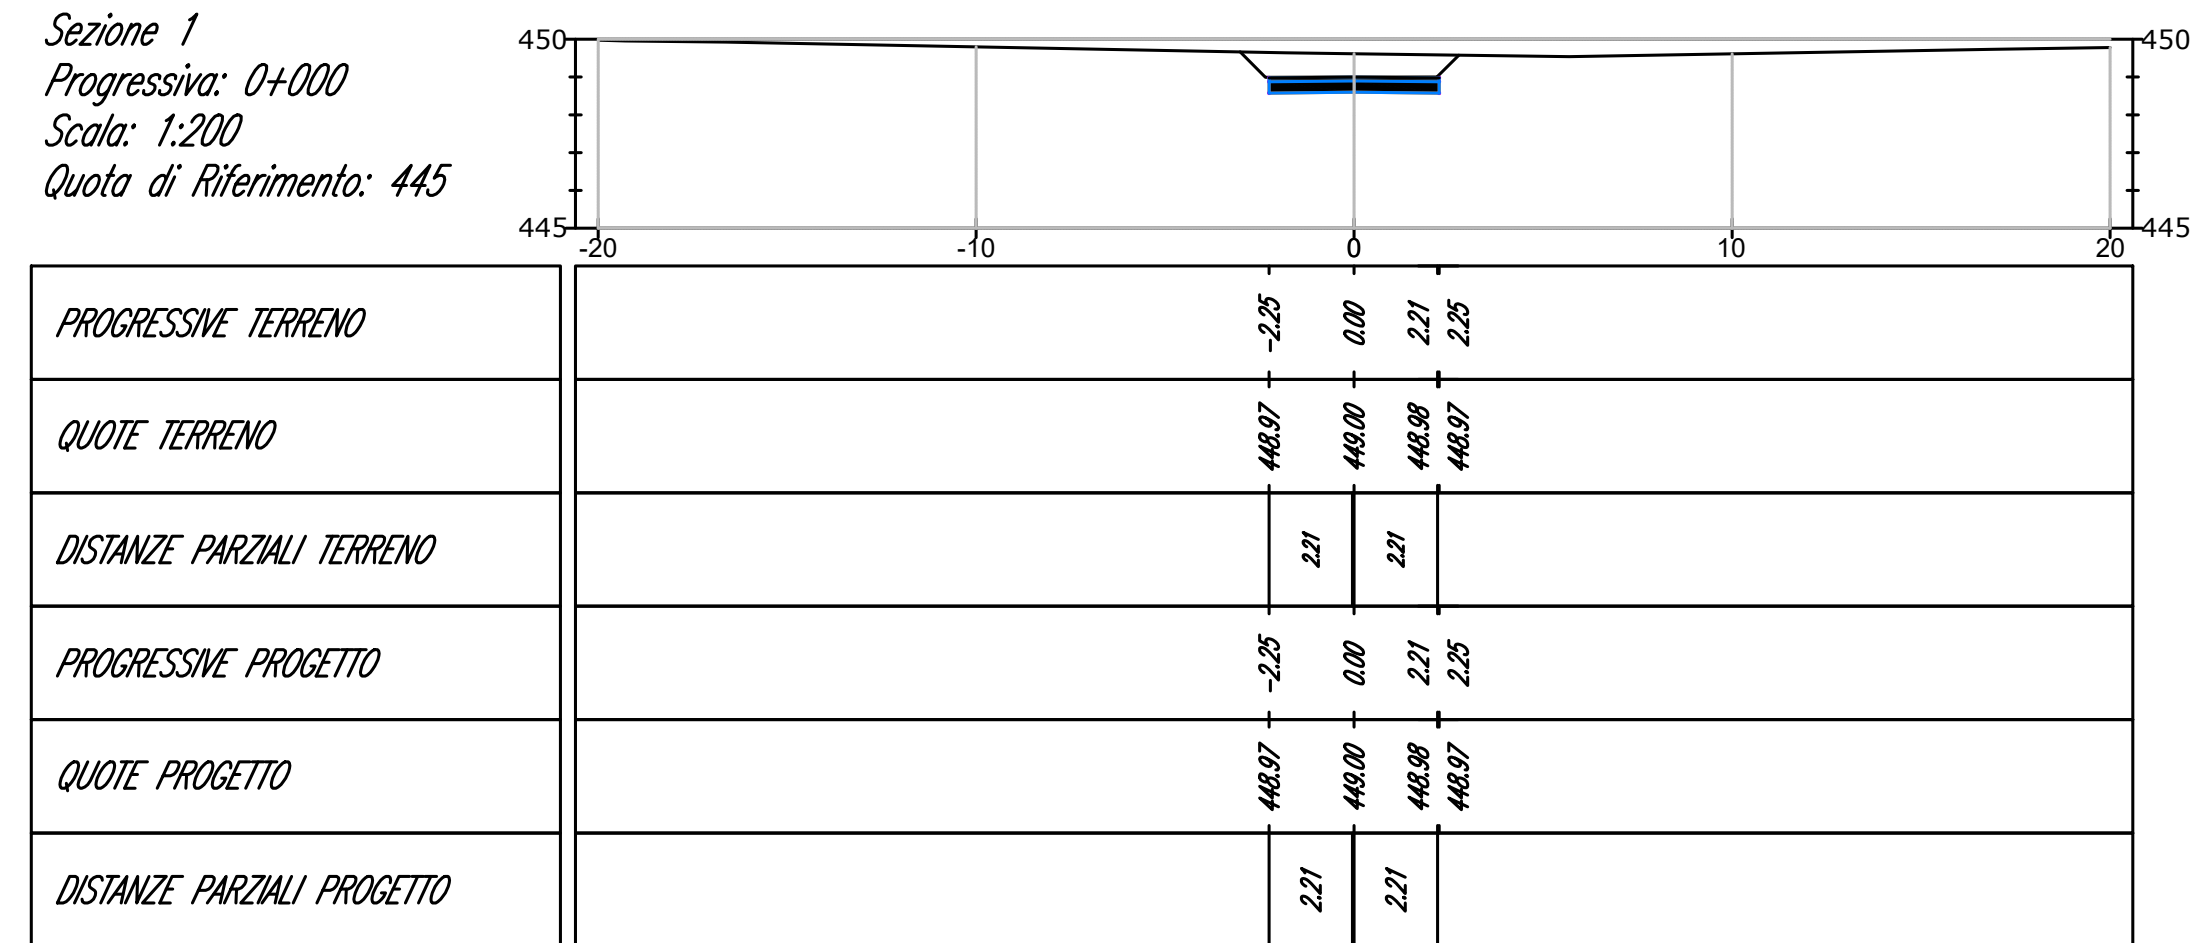 Sezione 1
Progressiva: 0+000
Scala: 1:200
Quota di Riferimento: 445
450 450
445 445
-20 -10 0 10 20
PROGRESSIVE TERRENO -2.25 0.00 2.21 2.25
QUOTE TERRENO 448.97 449.00 448.98 448.97
DISTANZE PARZIALI TERRENO 2.21 2.21
PROGRESSIVE PROGETTO -2.25 0.00 2.21 2.25
QUOTE PROGETTO 448.97 449.00 448.98 448.97
DISTANZE PARZIALI PROGETTO 2.21 2.21